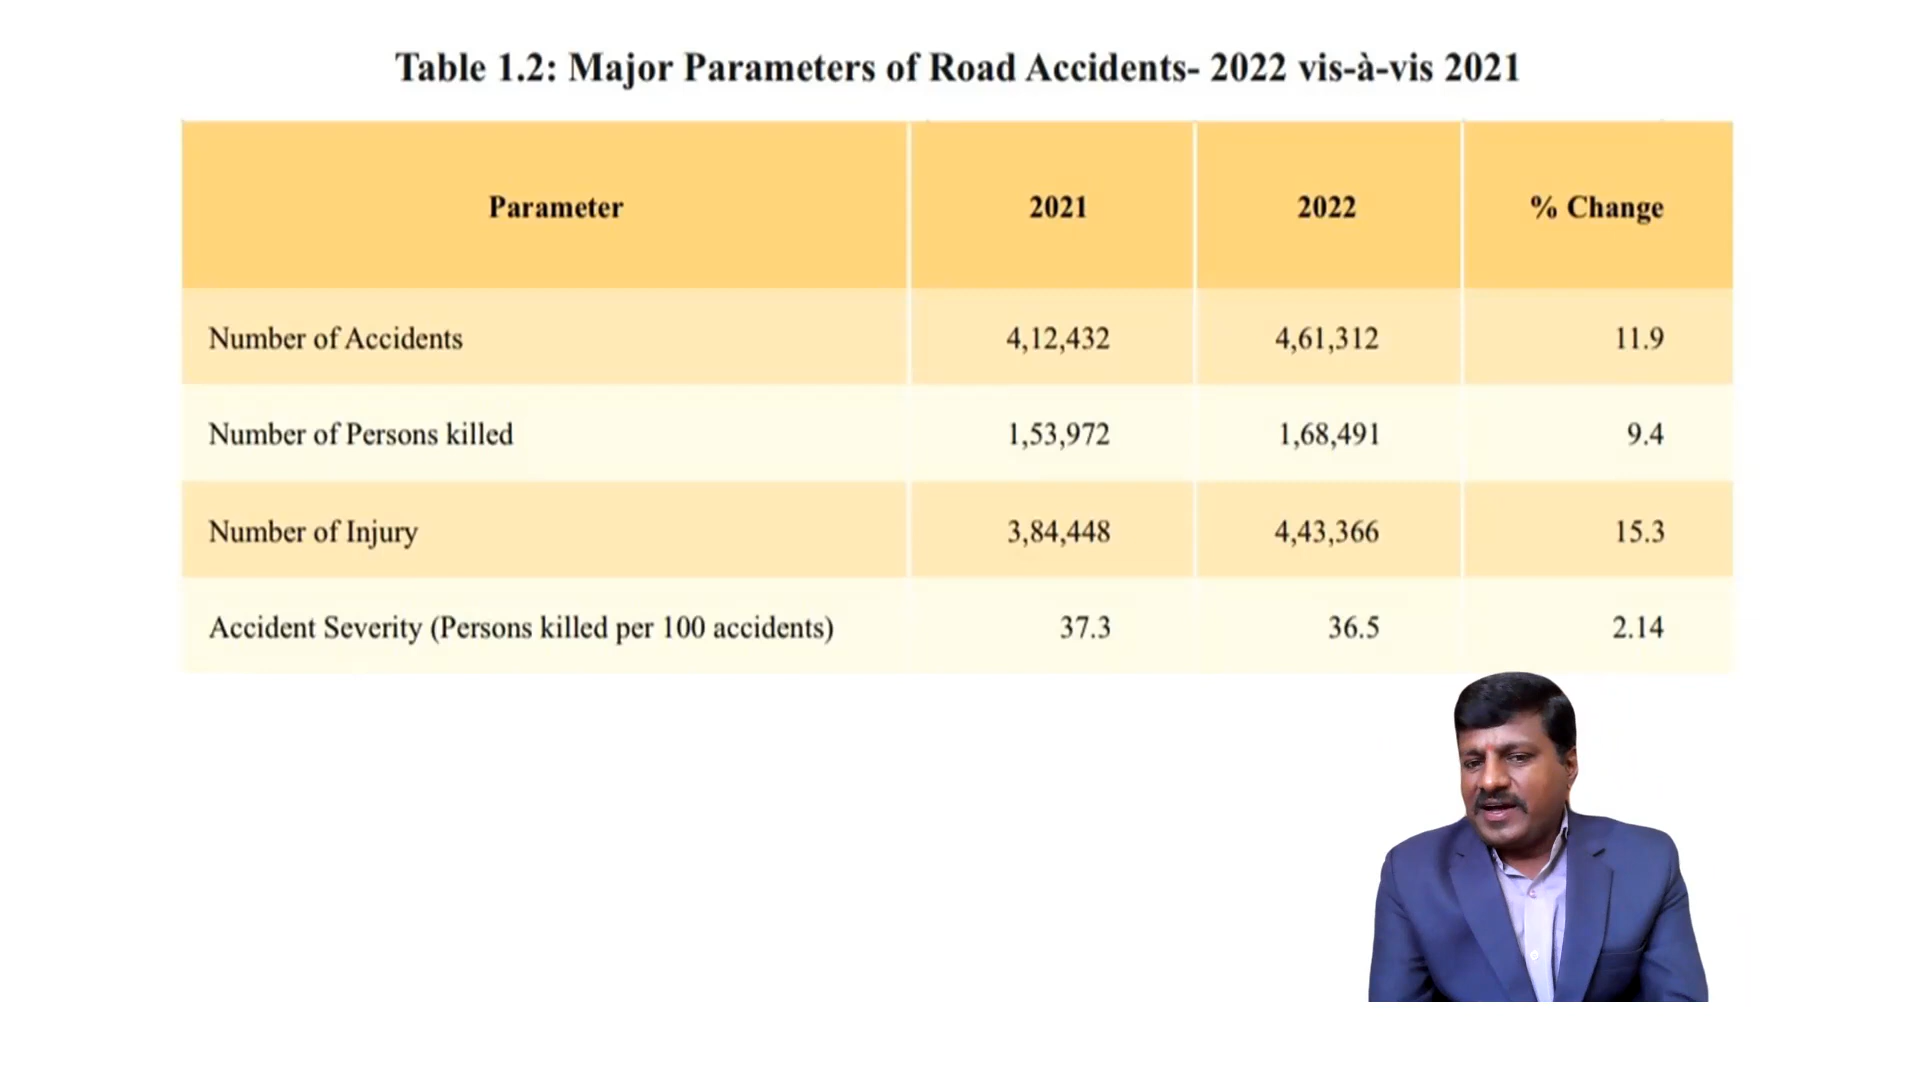 Table 1.2: Major Parameters of Road Accidents- 2022 vis-à-vis 2021
Parameter 2021 2022 % Change
Number of Accidents 4,12,432 4,61,312 11.9
Number of Persons killed 1,53,972 1,68,491 9.4
Number of Injury 3,84,448 4,43,366 15.3
Accident Severity (Persons killed per 100 accidents) 37.3 36.5 2.14